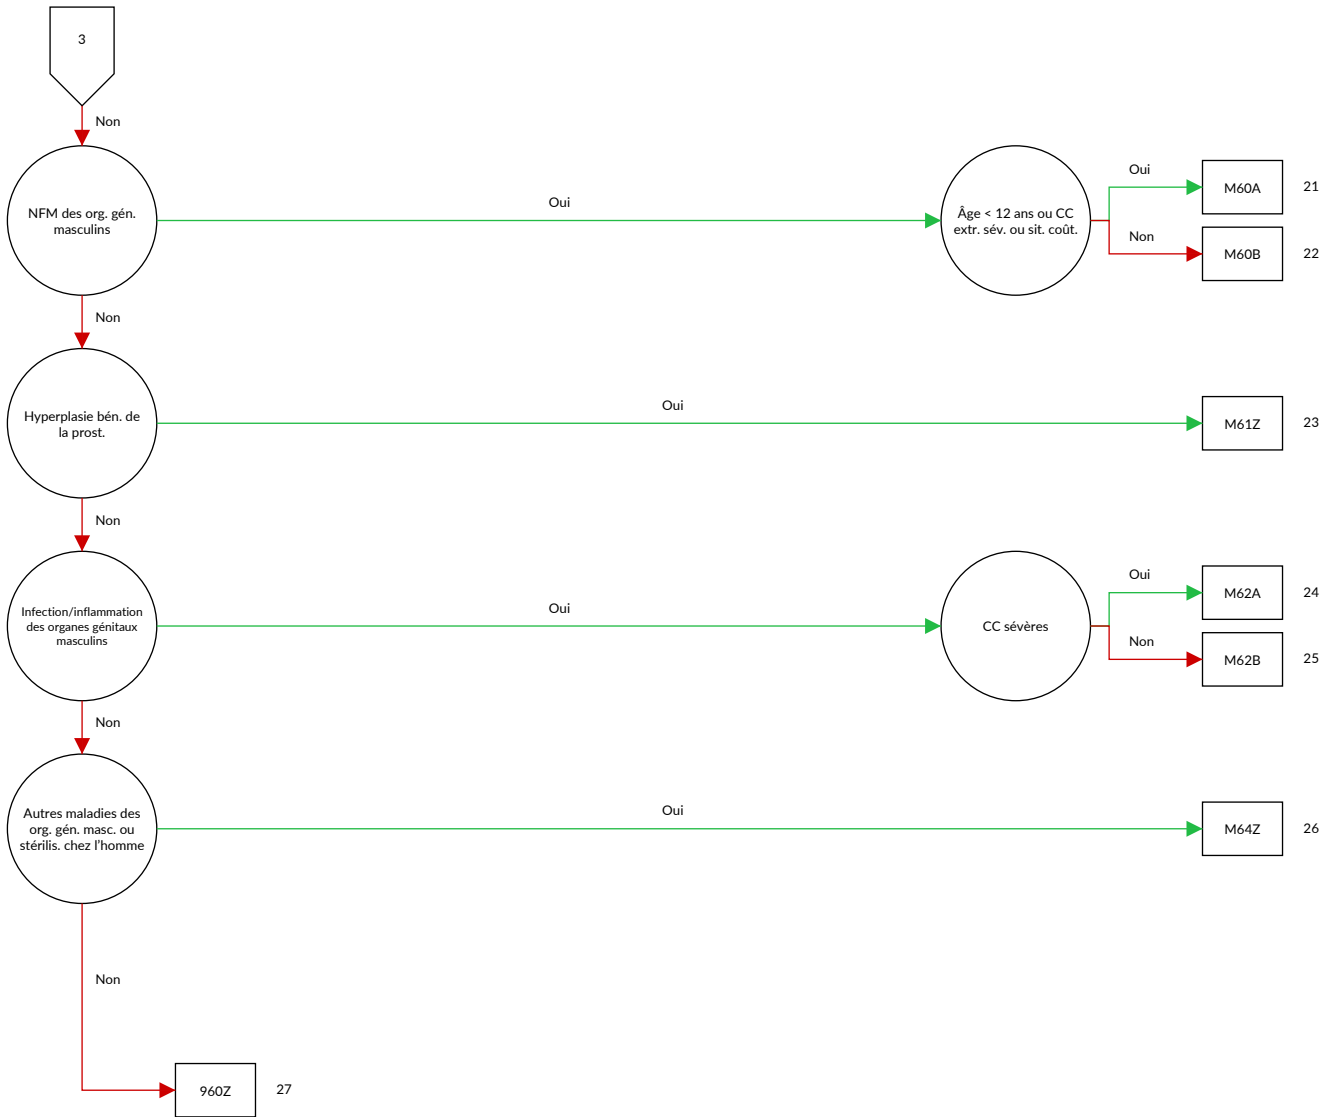 3
Non
NFM des org. gén.
masculins
Oui
Âge < 12 ans ou CC
extr. sév. ou sit. coût.
Oui
M60A
21
Non
M60B
22
Non
Hyperplasie bén. de
la prost.
Oui
M61Z
23
Non
Infection/inflammation
des organes génitaux
masculins
Oui
CC sévères
Oui
M62A
24
Non
M62B
25
Non
Autres maladies des
org. gén. masc. ou
stérilis. chez l'homme
Oui
M64Z
26
Non
960Z
27